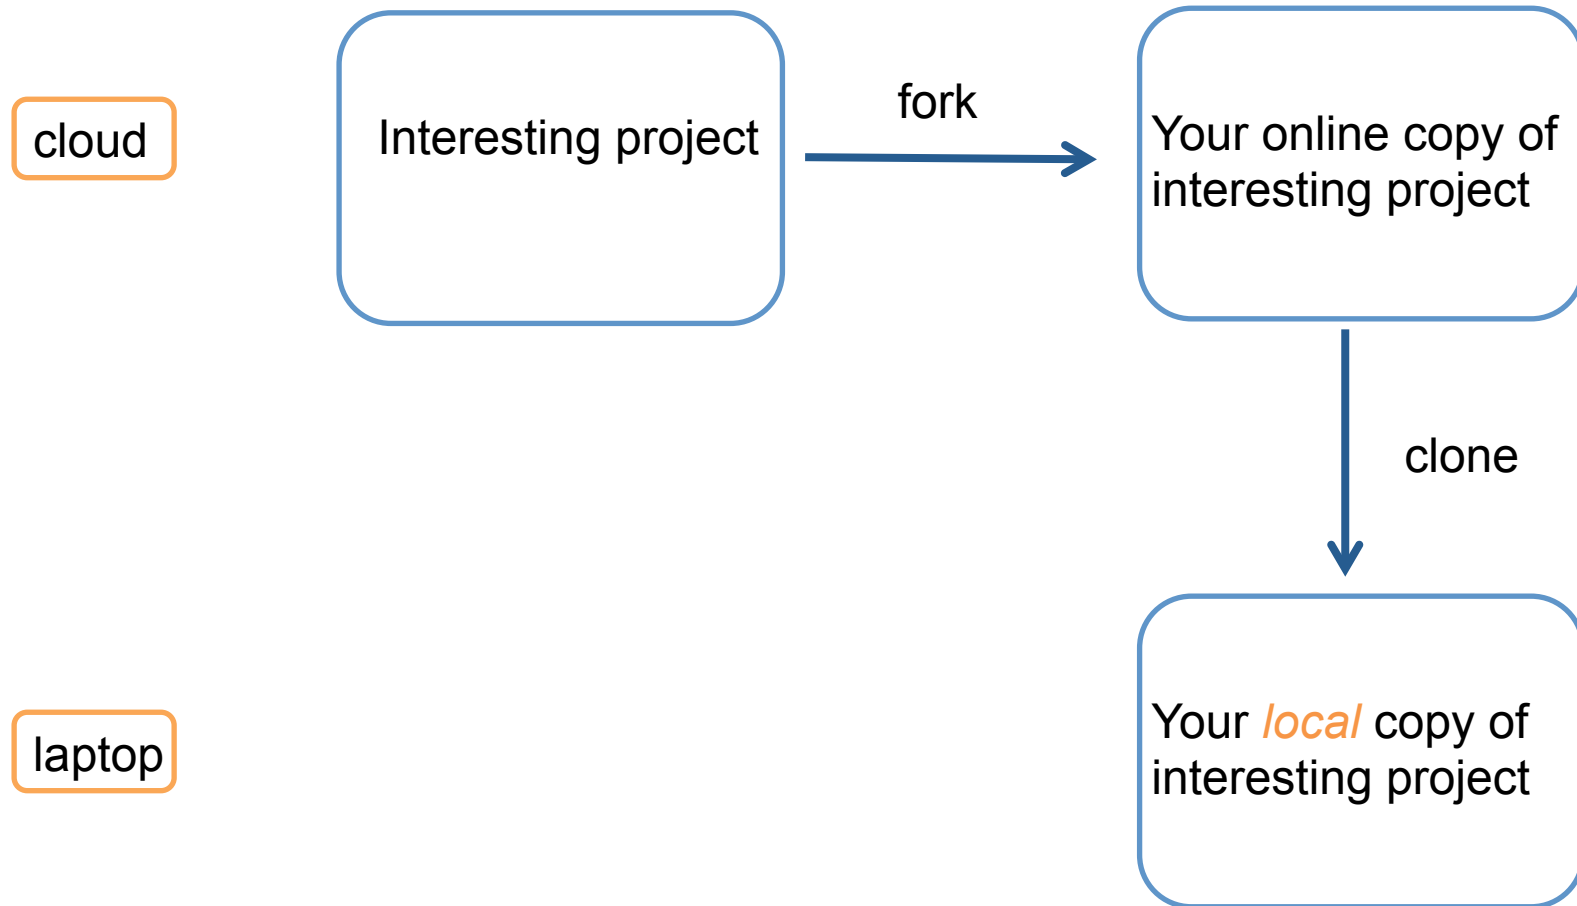 cloud
Interesting project
fork
Your online copy of
interesting project
clone
laptop
Your local copy of
interesting project